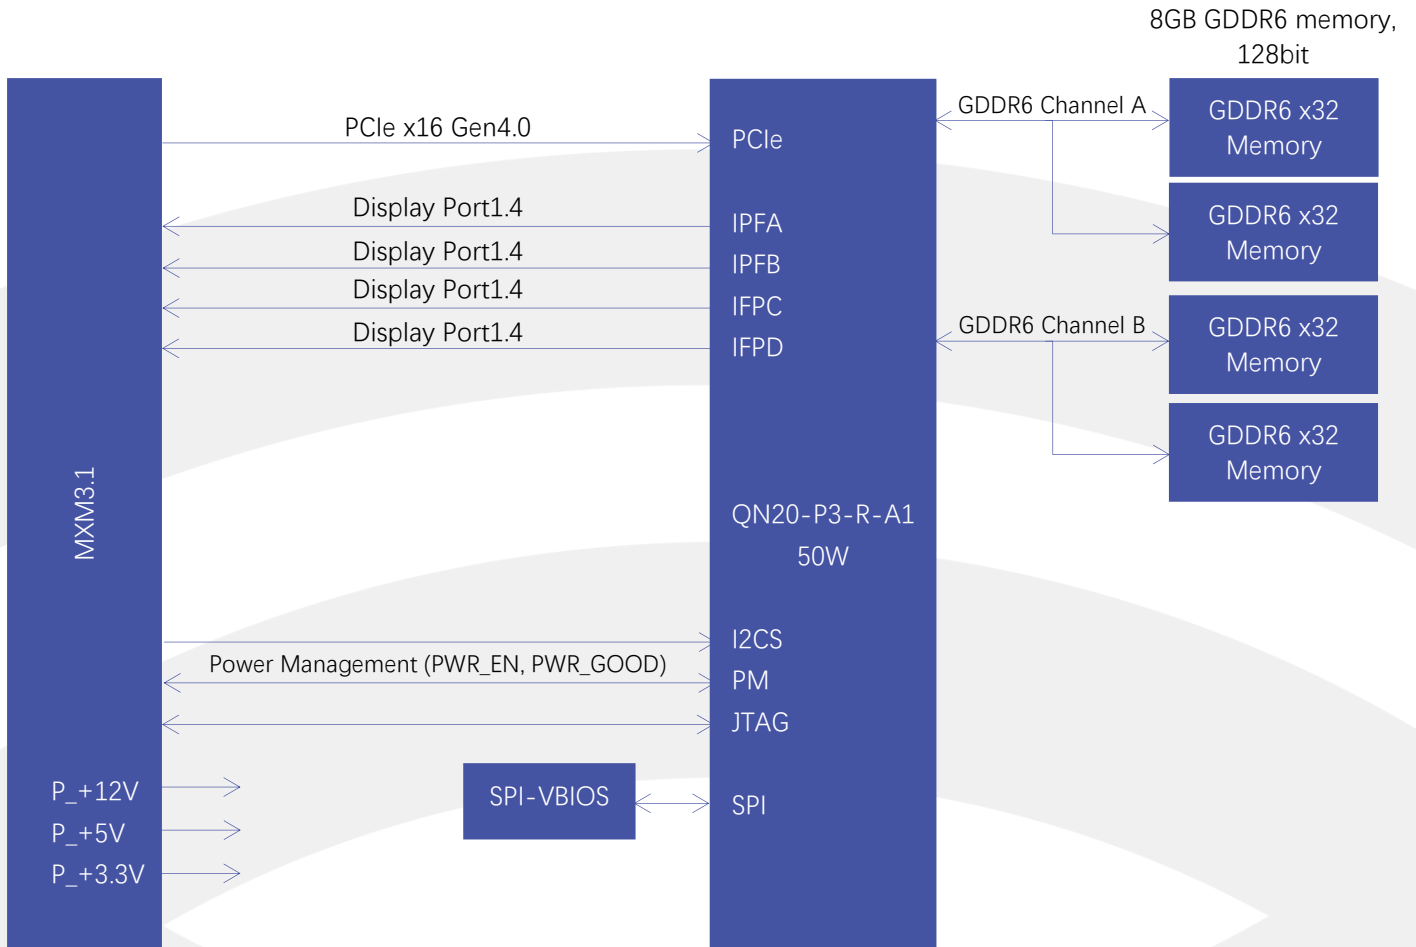 8GB GDDR6 memory,
128bit
MXM3.1
PCIe x16 Gen4.0
Display Port1.4
Display Port1.4
Display Port1.4
Display Port1.4
Power Management (PWR_EN, PWR_GOOD)
P_+12V
P_+5V
P_+3.3V
SPI-VBIOS
PCIe
IPFA
IPFB
IFPC
IFPD
QN20-P3-R-A1
50W
I2CS
PM
JTAG
SPI
GDDR6 Channel A
GDDR6 Channel B
GDDR6 x32
Memory
GDDR6 x32
Memory
GDDR6 x32
Memory
GDDR6 x32
Memory